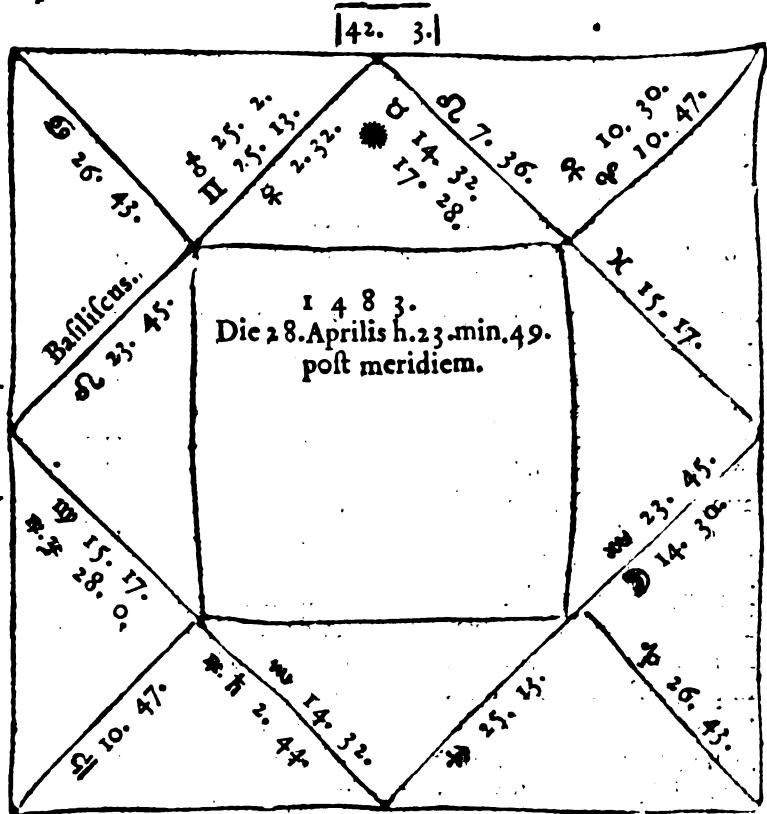 42. 3.
♋ 26. 43.
♁ 25. 2.
♊ 25. 13.
♀ 2. 32.
♉ 14. 32.
17. 28.
☊ 7. 36.
10. 30.
♈ 10. 47.
♓ 15. 17.
Baſiliſcus.
♌ 23. 45.
1 4 8 3.
Die 28. Aprilis h. 23. min. 49.
poſt meridiem.
♍ 15. 17.
♃ 28. 0.
♎ 10. 47.
♄ 2. 44.
♏ 14. 32.
♐ 25. 13.
♒ 23. 45.
☽ 14. 30.
♑ 26. 43.